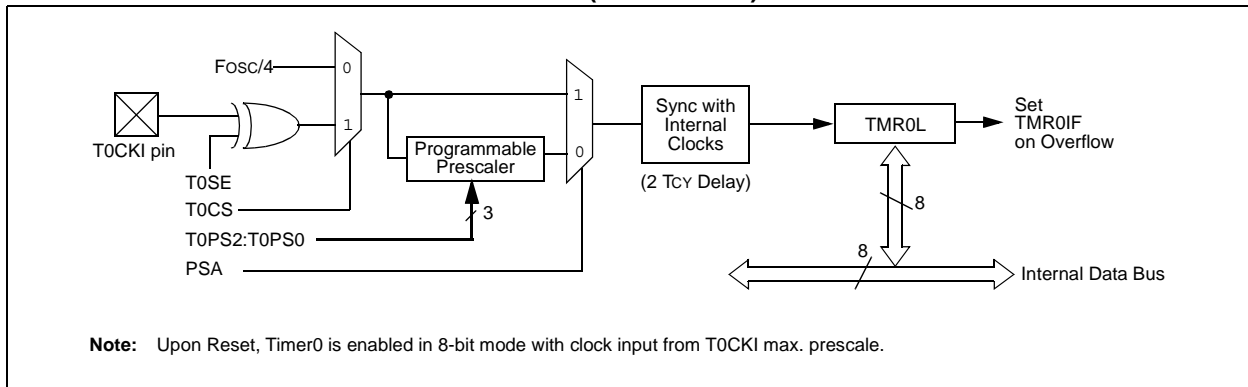 FOSC/4
0
1
T0CKI pin
T0SE
T0CS
T0PS2:T0PS0
PSA
Programmable
Prescaler
3
1
0
Sync with
Internal
Clocks
(2 TCY Delay)
TMR0L
Set
TMR0IF
on Overflow
8
8
Internal Data Bus
Note: Upon Reset, Timer0 is enabled in 8-bit mode with clock input from T0CKI max. prescale.